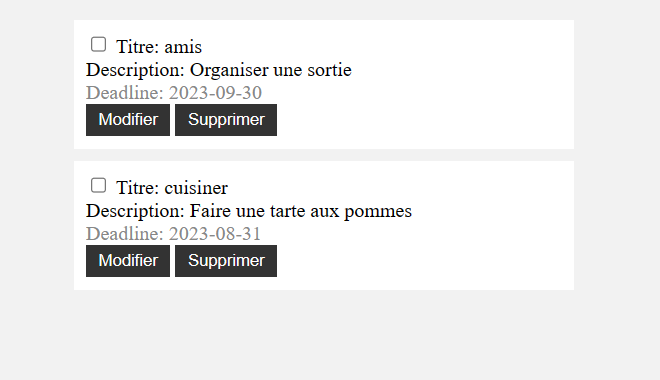 Titre: amis
Description: Organiser une sortie
Deadline: 2023-09-30
Modifier Supprimer
Titre: cuisiner
Description: Faire une tarte aux pommes
Deadline: 2023-08-31
Modifier Supprimer